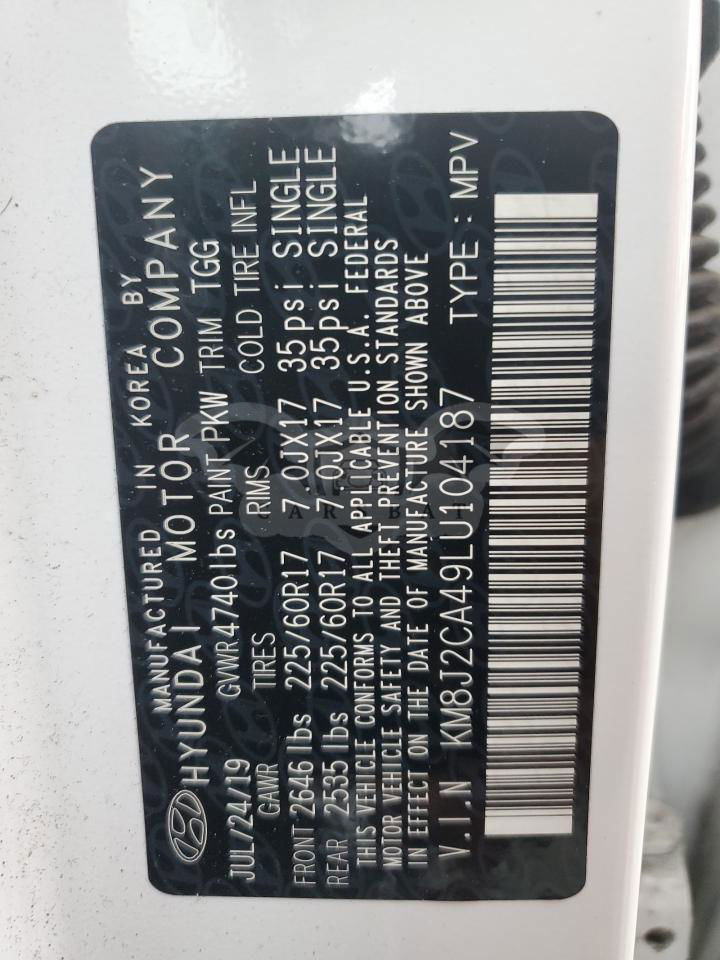 MANUFACTURED IN KOREA BY
HYUNDAI MOTOR COMPANY
JUL/24/19 GVWR 4740lbs PAINT PKW TRIM TGG
GAWR TIRES RIMS COLD TIRE INFL
FRONT 2646 lbs 225/60R17 7.0JX17 35psi SINGLE
REAR 2535 lbs 225/60R17 7.0JX17 35psi SINGLE
THIS VEHICLE CONFORMS TO ALL APPLICABLE U.S.A. FEDERAL
MOTOR VEHICLE SAFETY AND THEFT PREVENTION STANDARDS
IN EFFECT ON THE DATE OF MANUFACTURE SHOWN ABOVE
V.I.N KM8J2CA49LU104187 TYPE : MPV
ARSBAT